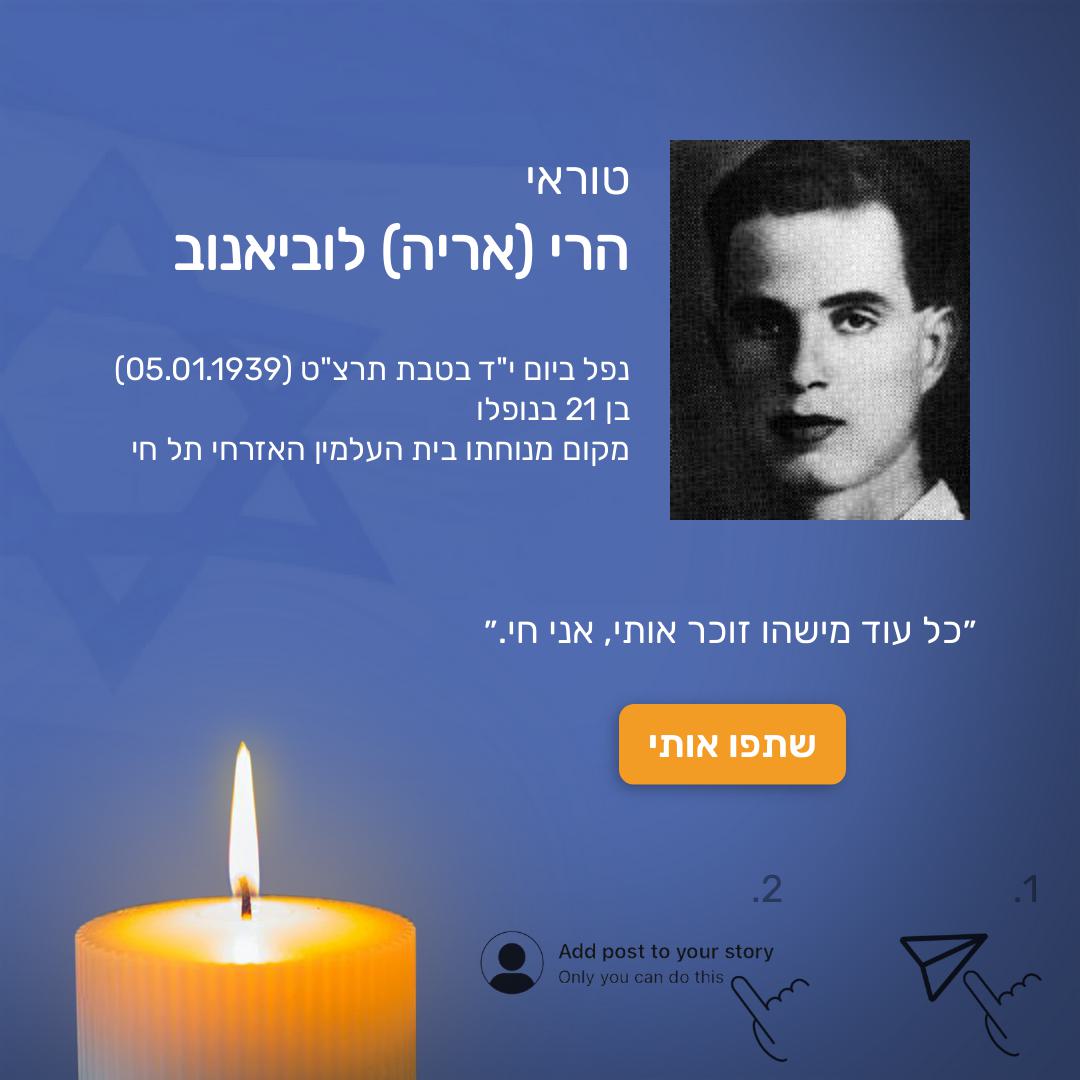 טוראי
הרי (אריה) לוביאנוב
נפל ביום י"ד בטבת תרצ"ט (05.01.1939)
בן 21 בנופלו
מקום מנוחתו בית העלמין האזרחי תל חי
״כל עוד מישהו זוכר אותי, אני חי.״
שתפו אותי
1.
2.
Add post to your story
Only you can do this